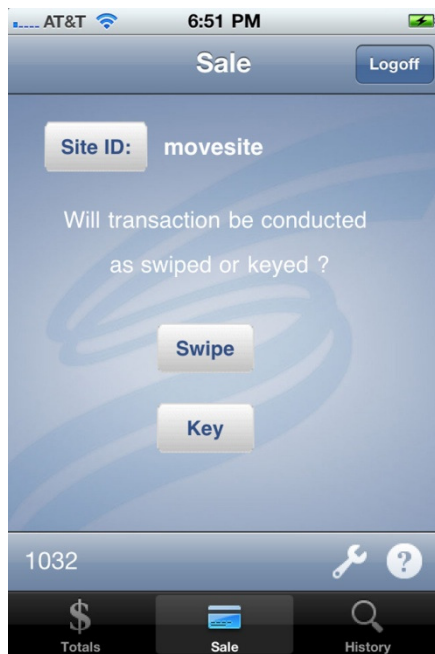 AT&T 6:51 PM
Sale Logoff
Site ID: movesite
Will transaction be conducted
as swiped or keyed ?
Swipe
Key
1032 ?
$
Totals Sale History